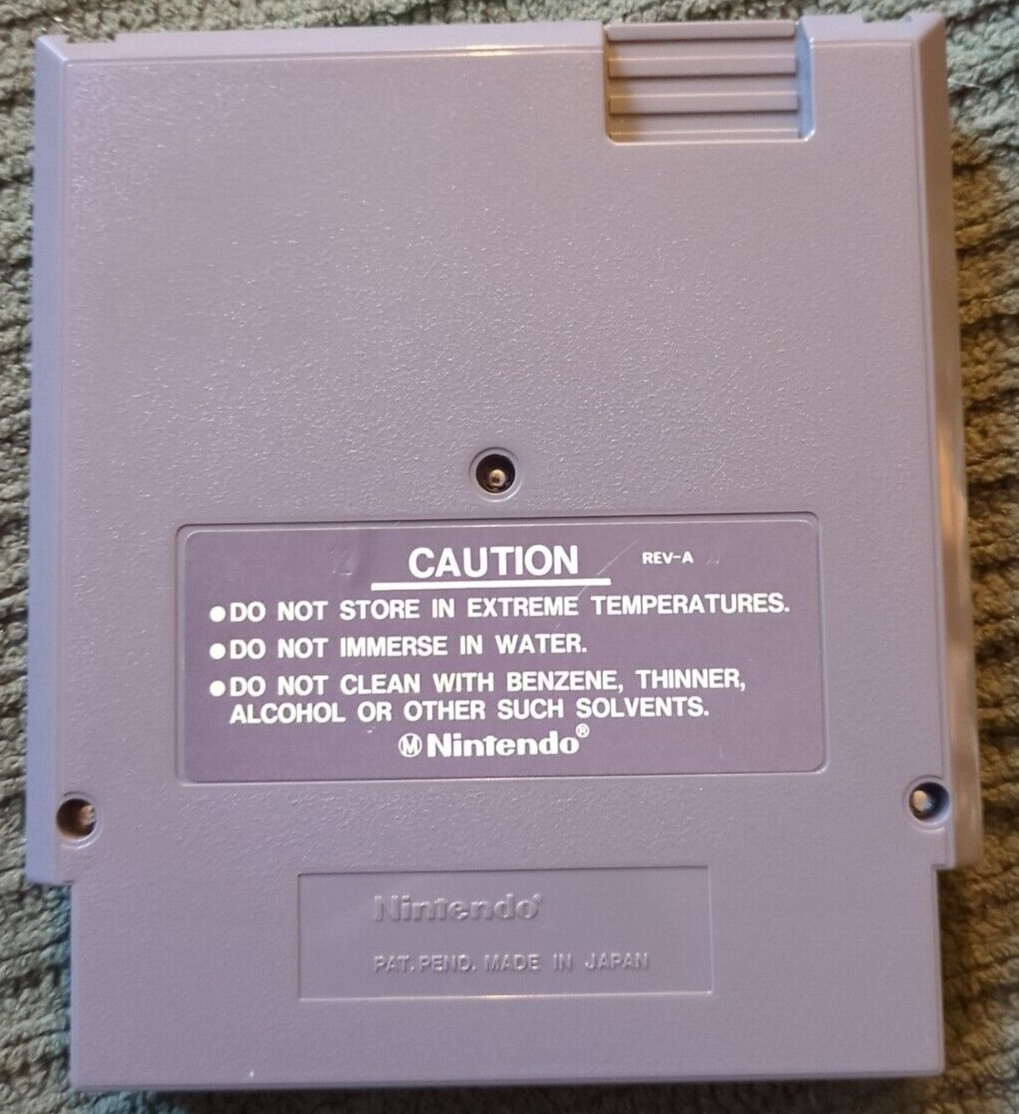 CAUTION REV-A
●DO NOT STORE IN EXTREME TEMPERATURES.
●DO NOT IMMERSE IN WATER.
●DO NOT CLEAN WITH BENZENE, THINNER,
ALCOHOL OR OTHER SUCH SOLVENTS.
Ⓜ Nintendo®
Nintendo®
PAT. PEND. MADE IN JAPAN